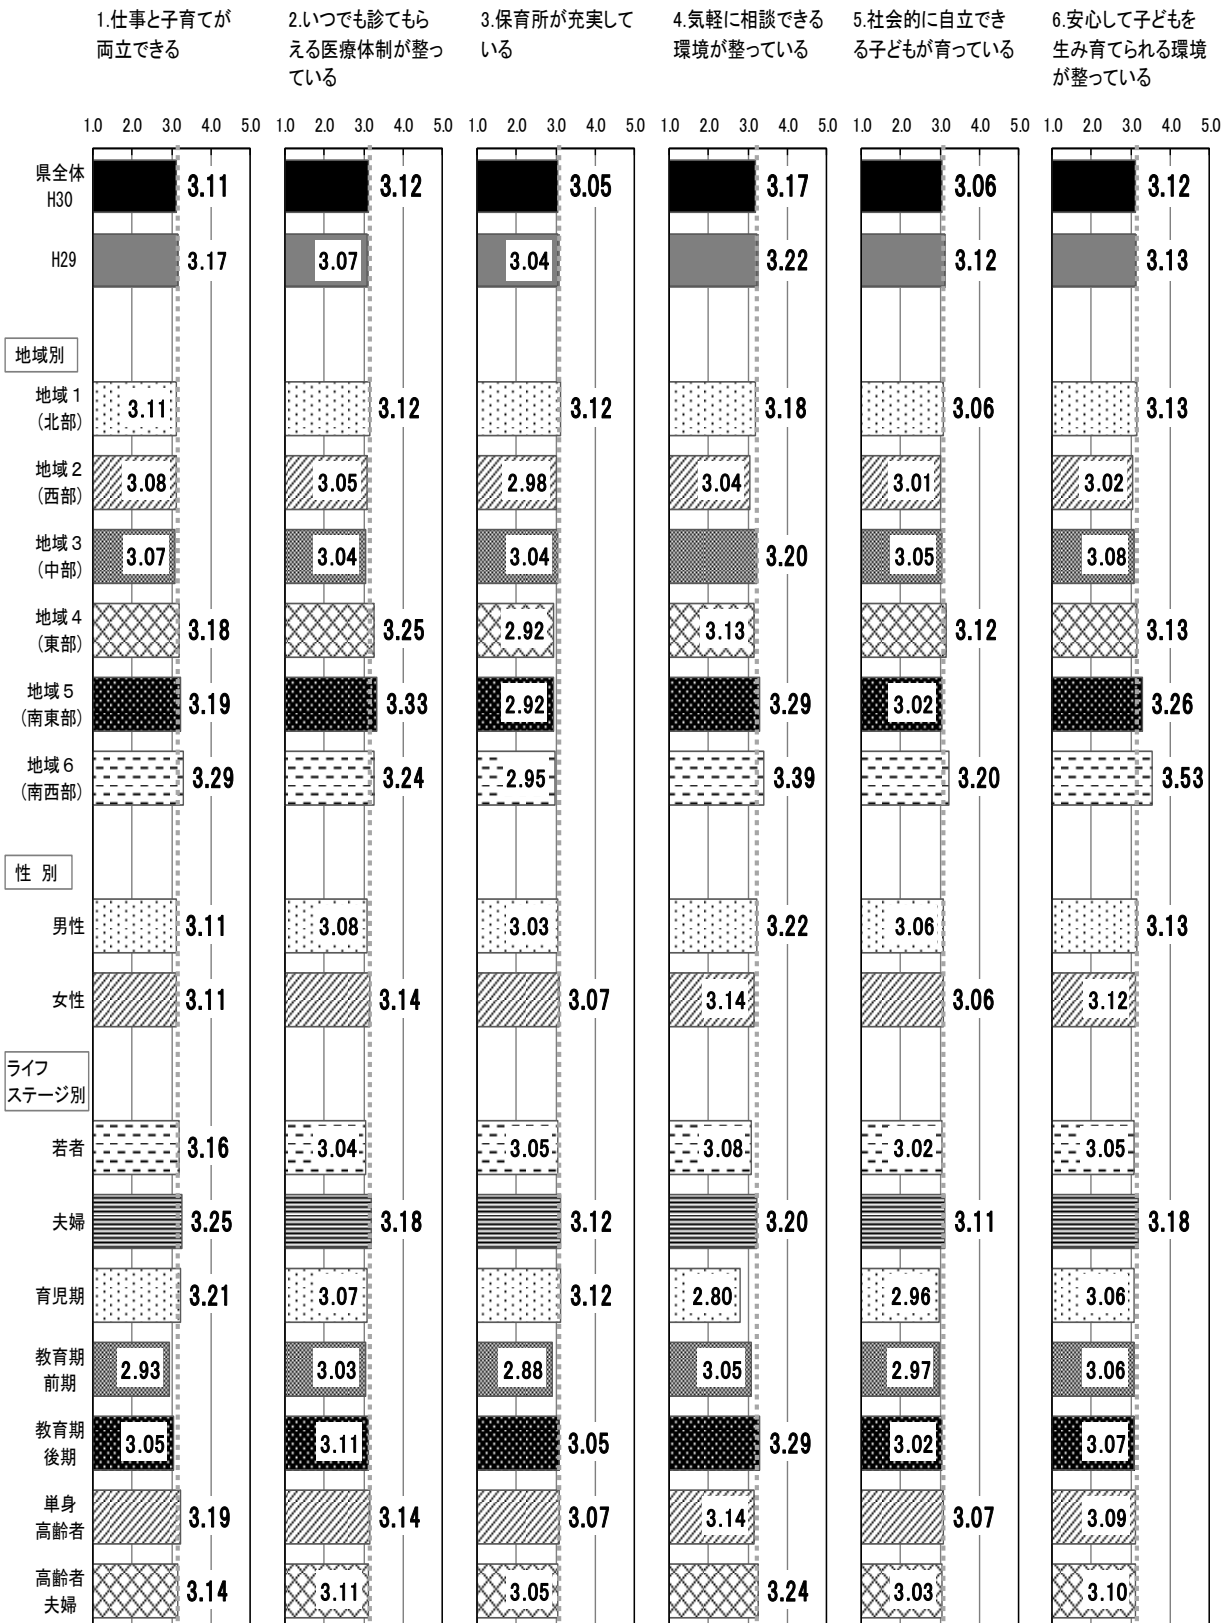 1.仕事と子育てが
両立できる
2.いつでも診てもら
える医療体制が整っ
ている
3.保育所が充実して
いる
4.気軽に相談できる
環境が整っている
5.社会的に自立でき
る子どもが育っている
6.安心して子どもを
生み育てられる環境
が整っている
1.0 2.0 3.0 4.0 5.0 1.0 2.0 3.0 4.0 5.0 1.0 2.0 3.0 4.0 5.0 1.0 2.0 3.0 4.0 5.0 1.0 2.0 3.0 4.0 5.0 1.0 2.0 3.0 4.0 5.0
県全体
H30
3.11 3.12 3.05 3.17 3.06 3.12
H29 3.17 3.07 3.04 3.22 3.12 3.13
地域別
地域1
(北部)
3.11 3.12 3.12 3.18 3.06 3.13
地域2
(西部)
3.08 3.05 2.98 3.04 3.01 3.02
地域3
(中部)
3.07 3.04 3.04 3.20 3.05 3.08
地域4
(東部)
3.18 3.25 2.92 3.13 3.12 3.13
地域5
(南東部)
3.19 3.33 2.92 3.29 3.02 3.26
地域6
(南西部)
3.29 3.24 2.95 3.39 3.20 3.53
性 別
男性 3.11 3.08 3.03 3.22 3.06 3.13
女性 3.11 3.14 3.07 3.14 3.06 3.12
ライフ
ステージ別
若者 3.16 3.04 3.05 3.08 3.02 3.05
夫婦 3.25 3.18 3.12 3.20 3.11 3.18
育児期 3.21 3.07 3.12 2.80 2.96 3.06
教育期
前期
2.93 3.03 2.88 3.05 2.97 3.06
教育期
後期
3.05 3.11 3.05 3.29 3.02 3.07
単身
高齢者
3.19 3.14 3.07 3.14 3.07 3.09
高齢者
夫婦
3.14 3.11 3.05 3.24 3.03 3.10